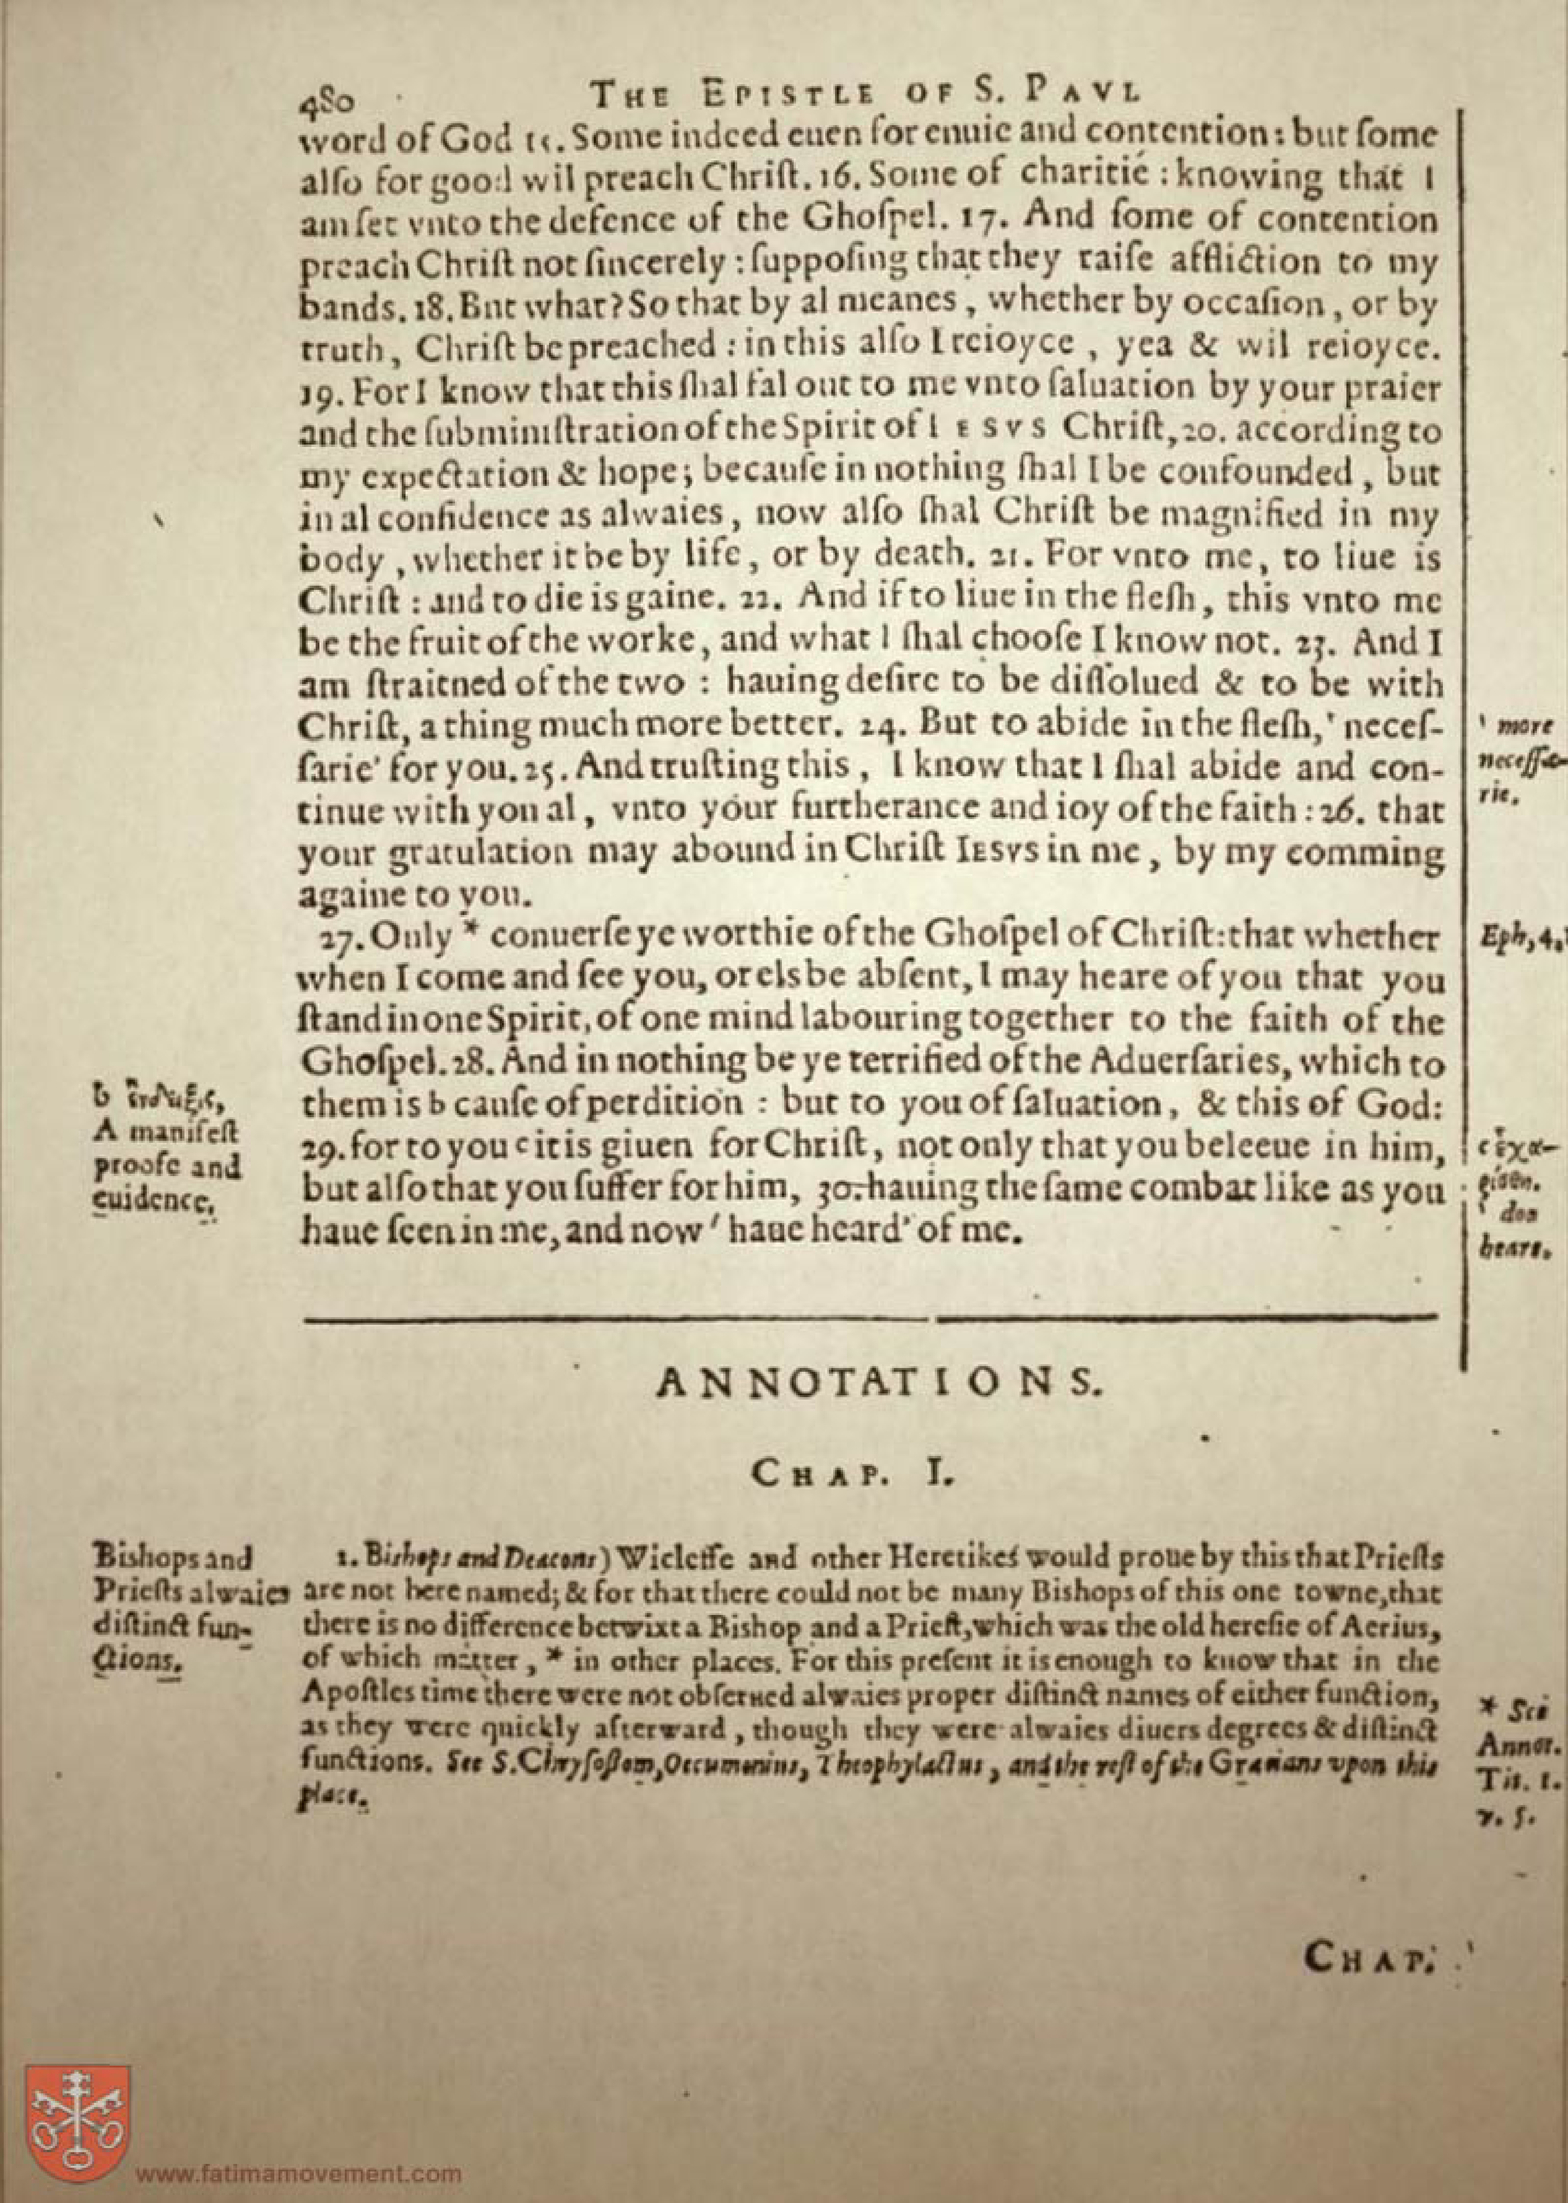 480 THE EPISTLE OF S. PAVL
word of God 15. Some indeed euen for enuie and contention: but ſome
alſo for good wil preach Chriſt. 16. Some of charitie : knowing that I
am ſet vnto the defence of the Ghoſpel. 17. And ſome of contention
preach Chriſt not ſincerely : ſuppoſing that they raiſe affliction to my
bands. 18. But what? So that by al meanes, whether by occaſion, or by
truth, Chriſt be preached : in this alſo I reioyce, yea & wil reioyce.
19. For I know that this ſhal fal out to me vnto ſaluation by your praier
and the ſubminiſtration of the Spirit of IESVS Chriſt, 20. according to
my expectation & hope; becauſe in nothing ſhal I be confounded, but
in al confidence as alwaies, now alſo ſhal Chriſt be magnified in my
body, whether it be by life, or by death. 21. For vnto me, to liue is
Chriſt : and to die is gaine. 22. And if to liue in the fleſh, this vnto me
be the fruit of the worke, and what I ſhal chooſe I know not. 23. And I
am ſtraitned of the two : hauing deſire to be diſſolued & to be with
Chriſt, a thing much more better. 24. But to abide in the fleſh, ' neceſ-
ſarie' for you. 25. And truſting this, I know that I ſhal abide and con-
tinue with yon al, vnto your furtherance and ioy of the faith : 26. that
your gratulation may abound in Chriſt IESVS in me, by my comming
againe to you.
' more
neceſſa-
rie.
27. Only * conuerſe ye worthie of the Ghoſpel of Chriſt: that whether
when I come and ſee you, or els be abſent, I may heare of you that you
ſtand in one Spirit, of one mind labouring together to the faith of the
Ghoſpel. 28. And in nothing be ye terrified of the Aduerſaries, which to
them is b cauſe of perdition : but to you of ſaluation, & this of God:
29. for to you c it is giuen for Chriſt, not only that you beleeue in him,
but alſo that you ſuffer for him, 30. hauing the ſame combat like as you
haue ſeen in me, and now ' haue heard' of me.
Eph, 4.
b ἔνδειξις,
A manifeſt
proofe and
euidence.
c ἐχα-
ρίσθη.
' doe
heare.
ANNOTATIONS.
CHAP. I.
1. Bishops and Deacons) Wicleffe and other Heretikes would proue by this that Prieſts
are not here named; & for that there could not be many Bishops of this one towne, that
there is no difference betwixt a Bishop and a Prieſt, which was the old hereſie of Aerius,
of which matter, * in other places. For this preſent it is enough to know that in the
Apoſtles time there were not obſerued alwaies proper diſtinct names of either function,
as they were quickly afterward, though they were alwaies diuers degrees & diſtinct
functions. See S. Chryſoſtom, Oecumenius, Theophylactus, and the reſt of the Grecians vpon this
place.
Bishops and
Prieſts alwaies
diſtinct fun-
ctions.
* See
Annot.
Tit. 1.
v. 5.
CHAP.
www.fatimamovement.com